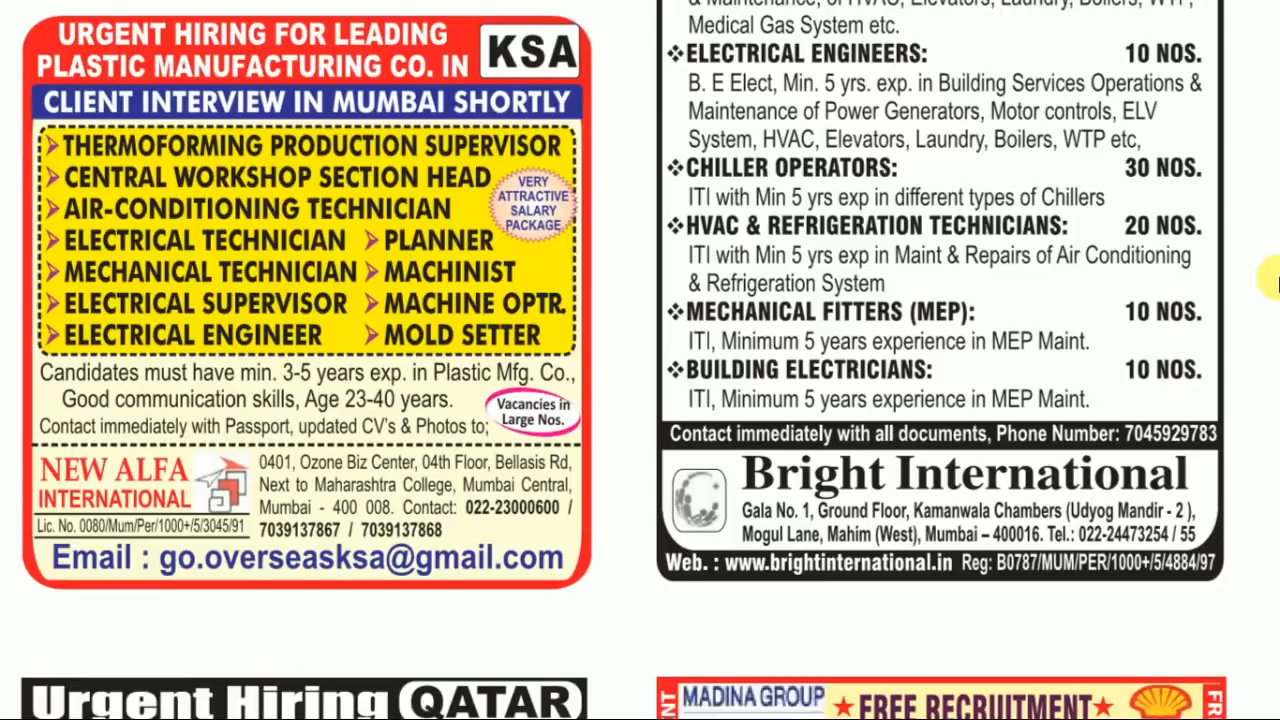 URGENT HIRING FOR LEADING
PLASTIC MANUFACTURING CO. IN KSA
CLIENT INTERVIEW IN MUMBAI SHORTLY
THERMOFORMING PRODUCTION SUPERVISOR
CENTRAL WORKSHOP SECTION HEAD
AIR-CONDITIONING TECHNICIAN
ELECTRICAL TECHNICIAN PLANNER
MECHANICAL TECHNICIAN MACHINIST
ELECTRICAL SUPERVISOR MACHINE OPTR.
ELECTRICAL ENGINEER MOLD SETTER
VERY
ATTRACTIVE
SALARY
PACKAGE
Candidates must have min. 3-5 years exp. in Plastic Mfg. Co.,
Good communication skills, Age 23-40 years.
Contact immediately with Passport, updated CV's & Photos to;
Vacancies in
Large Nos.
NEW ALFA
INTERNATIONAL
Lic. No. 0080/Mum/Per/1000+/5/3045/91
0401, Ozone Biz Center, 04th Floor, Bellasis Rd,
Next to Maharashtra College, Mumbai Central,
Mumbai - 400 008. Contact: 022-23000600 /
7039137867 / 7039137868
Email : go.overseasksa@gmail.com
Urgent Hiring QATAR
& Maintenance, of HVAC, Elevators, Laundry, Boilers, WTP,
Medical Gas System etc.
❖ELECTRICAL ENGINEERS: 10 NOS.
B. E Elect, Min. 5 yrs. exp. in Building Services Operations &
Maintenance of Power Generators, Motor controls, ELV
System, HVAC, Elevators, Laundry, Boilers, WTP etc,
❖CHILLER OPERATORS: 30 NOS.
ITI with Min 5 yrs exp in different types of Chillers
❖HVAC & REFRIGERATION TECHNICIANS: 20 NOS.
ITI with Min 5 yrs exp in Maint & Repairs of Air Conditioning
& Refrigeration System
❖MECHANICAL FITTERS (MEP): 10 NOS.
ITI, Minimum 5 years experience in MEP Maint.
❖BUILDING ELECTRICIANS: 10 NOS.
ITI, Minimum 5 years experience in MEP Maint.
Contact immediately with all documents, Phone Number: 7045929783
Bright International
Gala No. 1, Ground Floor, Kamanwala Chambers (Udyog Mandir - 2 ),
Mogul Lane, Mahim (West), Mumbai – 400016. Tel.: 022-24473254 / 55
Web. : www.brightinternational.in Reg: B0787/MUM/PER/1000+/5/4884/97
MADINA GROUP ★FREE RECRUITMENT★